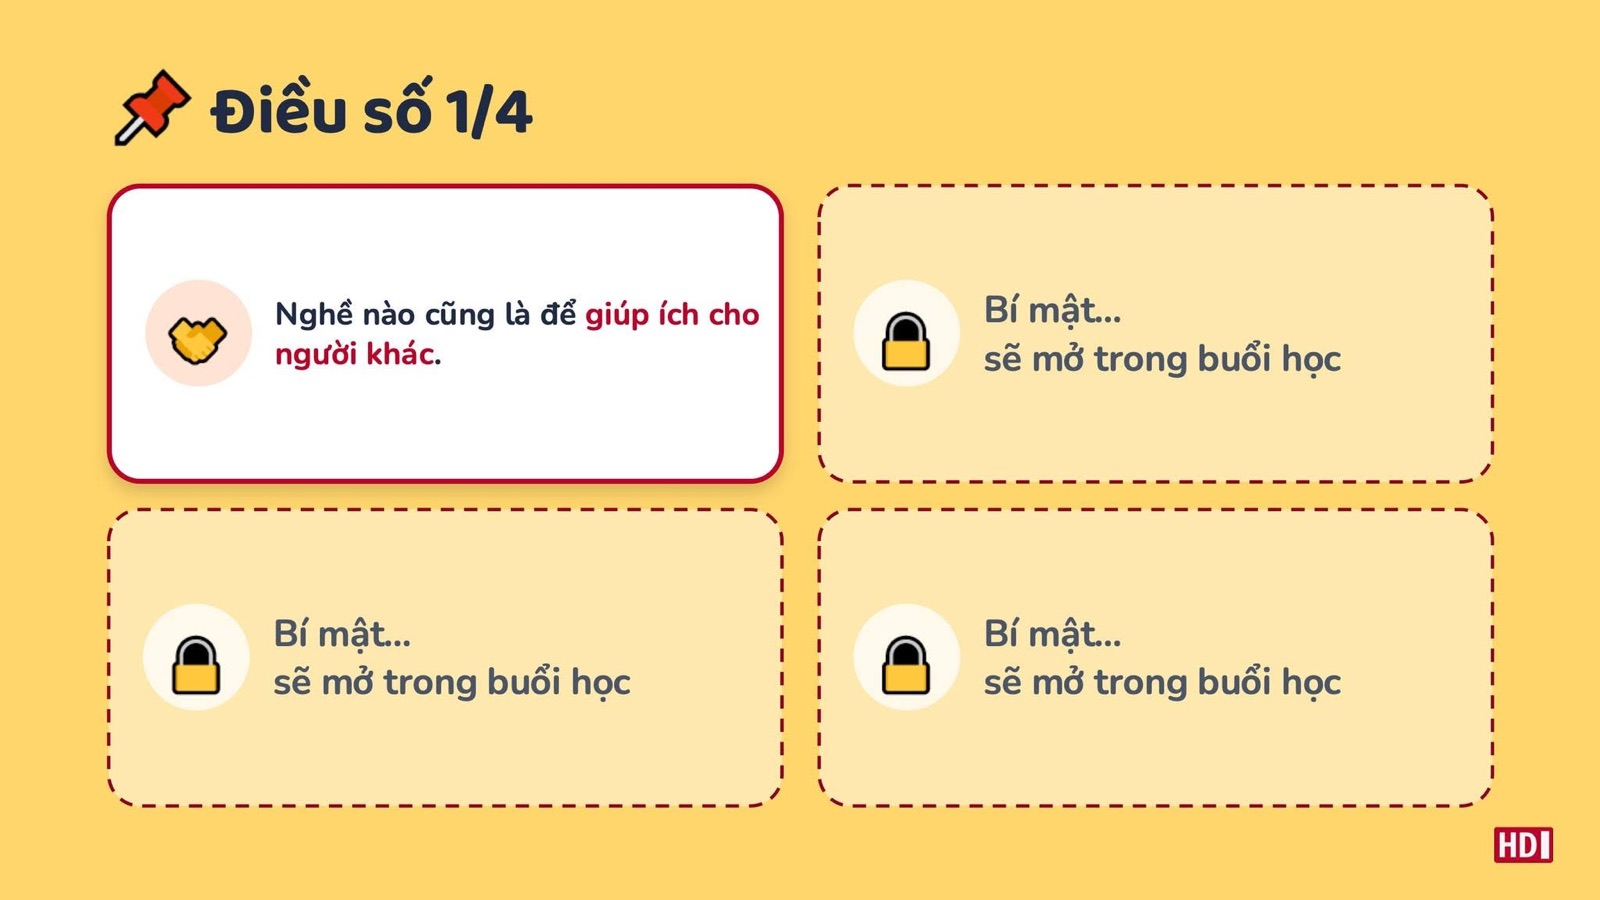 Điều số 1/4
Nghề nào cũng là để giúp ích cho
người khác.
Bí mật...
sẽ mở trong buổi học
Bí mật...
sẽ mở trong buổi học
Bí mật...
sẽ mở trong buổi học
HDI